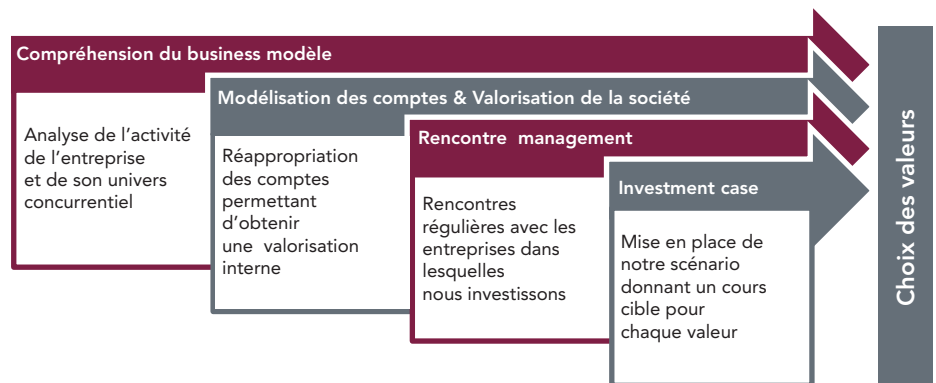 Compréhension du business modèle
Analyse de l'activité
de l'entreprise
et de son univers
concurrentiel
Modélisation des comptes & Valorisation de la société
Réappropriation
des comptes
permettant
d'obtenir
une valorisation
interne
Rencontre management
Rencontres
régulières avec les
entreprises dans
lesquelles
nous investissons
Investment case
Mise en place de
notre scénario
donnant un cours
cible pour
chaque valeur
Choix des valeurs